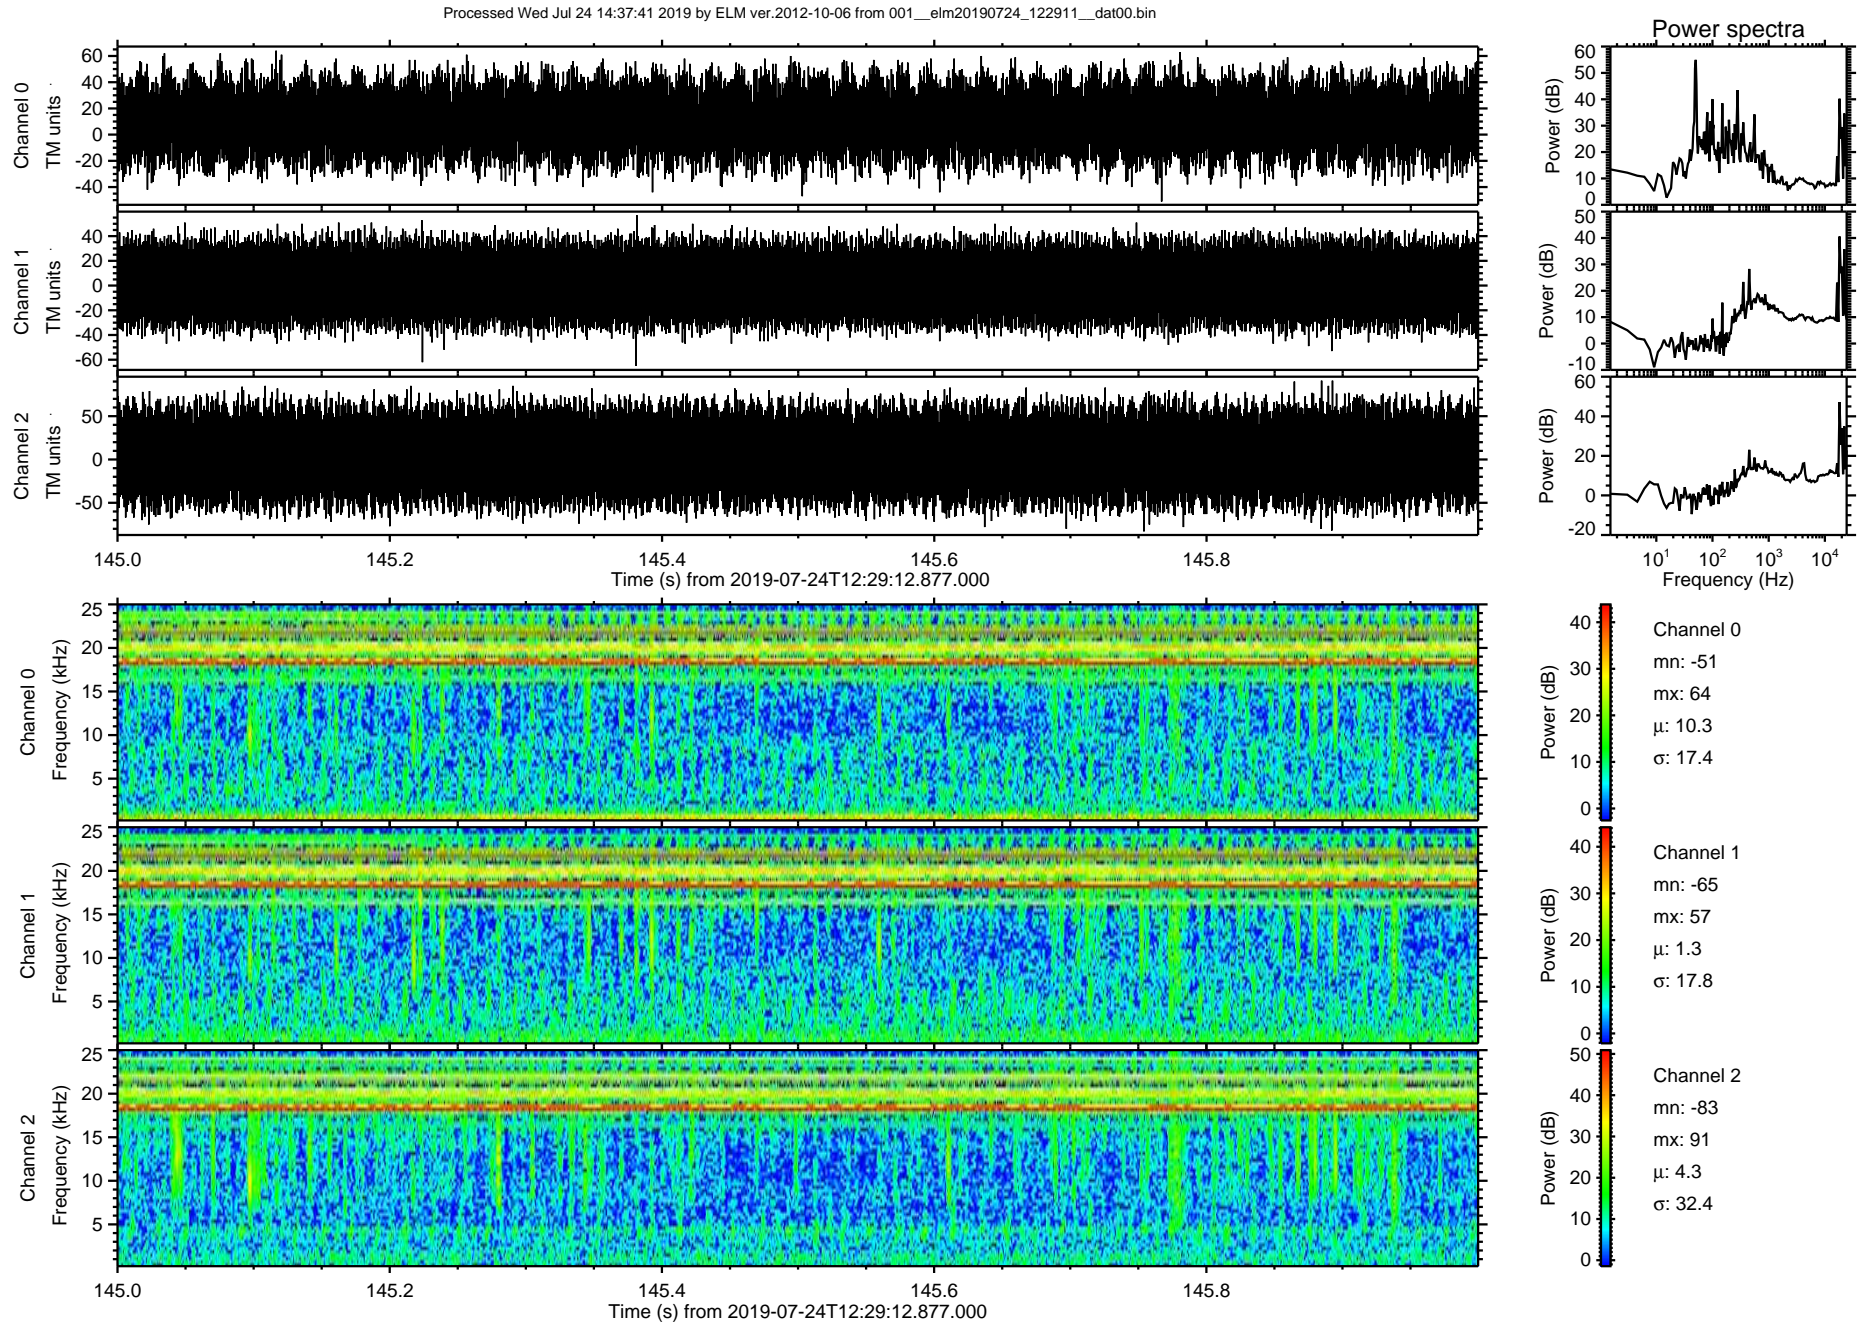 Processed Wed Jul 24 14:37:41 2019 by ELM ver.2012-10-06 from 001__elm20190724_122911__dat00.bin
Power spectra
Channel 0
TM units
60
40
20
0
-20
-40
Power (dB)
60
50
40
30
20
10
0
Channel 1
TM units
40
20
0
-20
-40
-60
Power (dB)
50
40
30
20
10
0
-10
Channel 2
TM units
50
0
-50
Power (dB)
60
40
20
0
-20
145.0 145.2 145.4 145.6 145.8
Time (s) from 2019-07-24T12:29:12.877.000
10¹ 10² 10³ 10⁴
Frequency (Hz)
Channel 0
Frequency (kHz)
25
20
15
10
5
Power (dB)
40
30
20
10
0
Channel 0
mn: -51
mx: 64
μ: 10.3
σ: 17.4
Channel 1
Frequency (kHz)
25
20
15
10
5
Power (dB)
40
30
20
10
0
Channel 1
mn: -65
mx: 57
μ: 1.3
σ: 17.8
Channel 2
Frequency (kHz)
25
20
15
10
5
Power (dB)
50
40
30
20
10
0
Channel 2
mn: -83
mx: 91
μ: 4.3
σ: 32.4
145.0 145.2 145.4 145.6 145.8
Time (s) from 2019-07-24T12:29:12.877.000